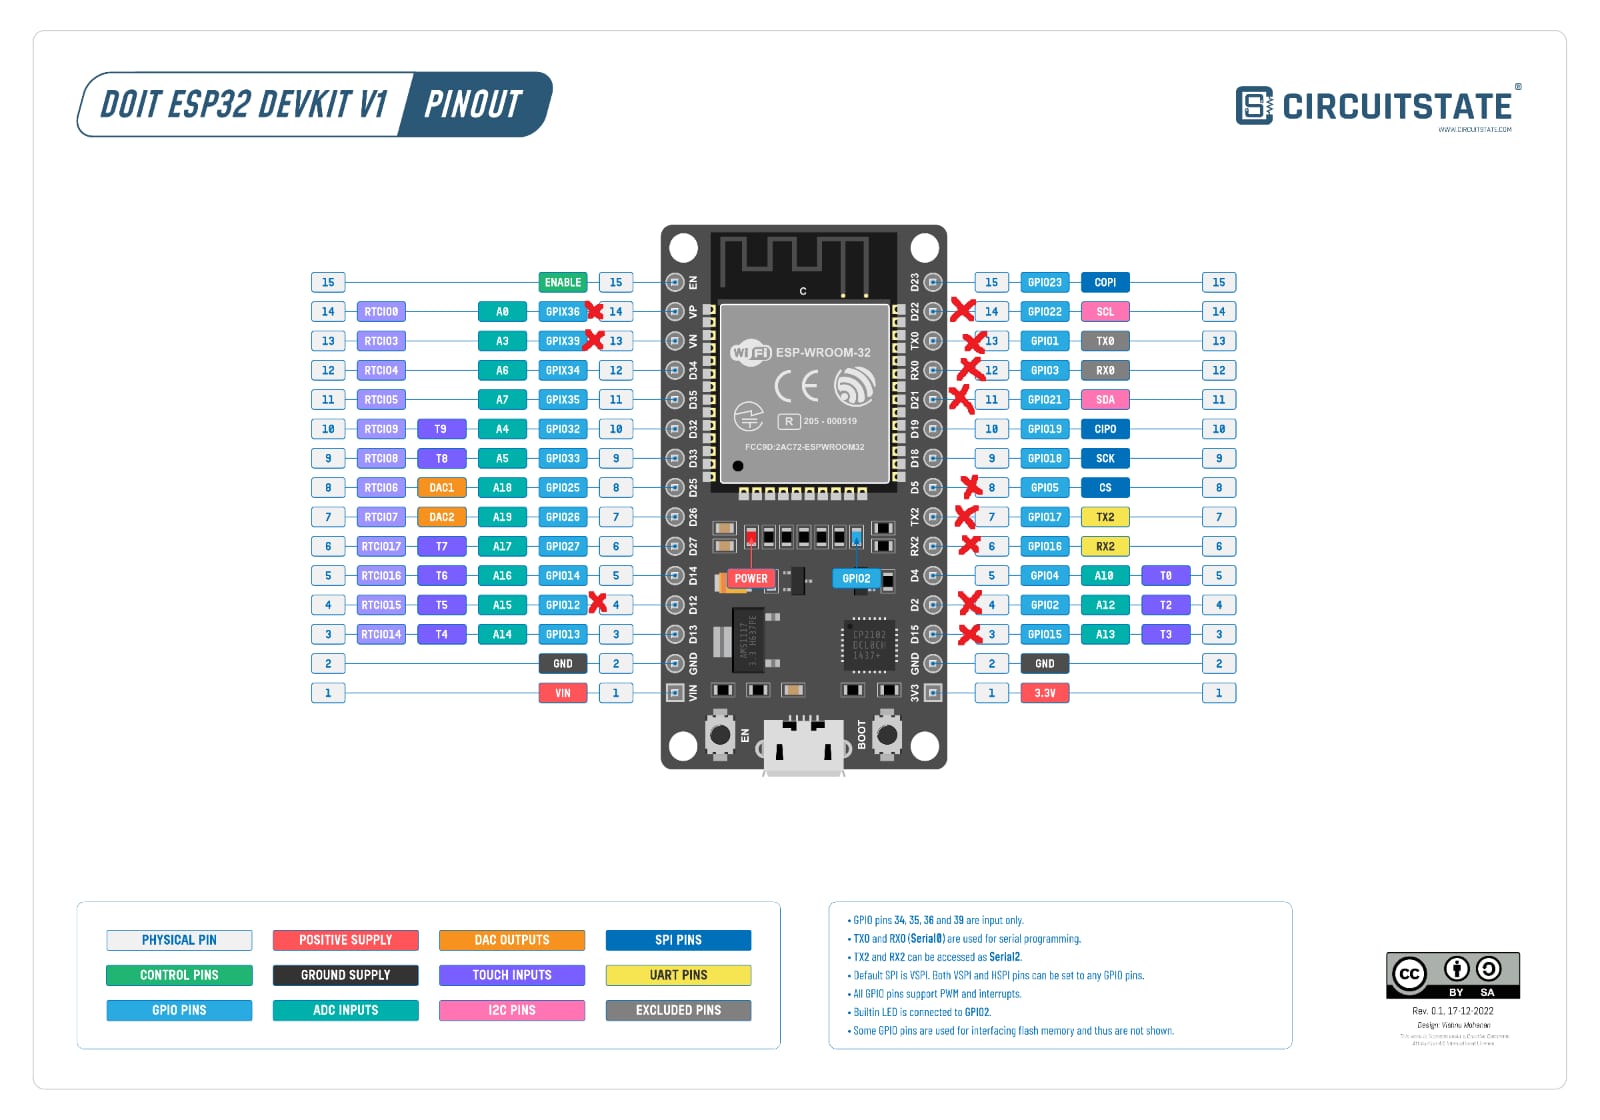 DOIT ESP32 DEVKIT V1 PINOUT
CIRCUITSTATE ®
WWW.CIRCUITSTATE.COM
15 ENABLE 15 EN D23 15 GPIO23 COPI 15
14 RTCIO0 A0 GPIX36 14 VP D22 14 GPIO22 SCL 14
13 RTCIO3 A3 GPIX39 13 VN TX0 13 GPIO1 TX0 13
12 RTCIO4 A6 GPIX34 12 D34 RX0 12 GPIO3 RX0 12
11 RTCIO5 A7 GPIX35 11 D35 D21 11 GPIO21 SDA 11
10 RTCIO9 T9 A4 GPIO32 10 D32 D19 10 GPIO19 CIPO 10
9 RTCIO8 T8 A5 GPIO33 9 D33 D18 9 GPIO18 SCK 9
8 RTCIO6 DAC1 A18 GPIO25 8 D25 D5 8 GPIO5 CS 8
7 RTCIO7 DAC2 A19 GPIO26 7 D26 TX2 7 GPIO17 TX2 7
6 RTCIO17 T7 A17 GPIO27 6 D27 RX2 6 GPIO16 RX2 6
5 RTCIO16 T6 A16 GPIO14 5 D14 D4 5 GPIO4 A10 T0 5
4 RTCIO15 T5 A15 GPIO12 4 D12 D2 4 GPIO2 A12 T2 4
3 RTCIO14 T4 A14 GPIO13 3 D13 D15 3 GPIO15 A13 T3 3
2 GND 2 GND GND 2 GND 2
1 VIN 1 VIN 3V3 1 3.3V 1
C
WiFi ESP-WROOM-32
CE
R 205 - 000519
FCC9D:2AC72-ESPWROOM32
POWER
GPIO2
AMS1117
3.3 H637PE
CP2102
DCL0CH
1437+
EN
BOOT
PHYSICAL PIN POSITIVE SUPPLY DAC OUTPUTS SPI PINS
CONTROL PINS GROUND SUPPLY TOUCH INPUTS UART PINS
GPIO PINS ADC INPUTS I2C PINS EXCLUDED PINS
• GPIO pins 34, 35, 36 and 39 are input only.
• TX0 and RX0 (Serial0) are used for serial programming.
• TX2 and RX2 can be accessed as Serial2.
• Default SPI is VSPI. Both VSPI and HSPI pins can be set to any GPIO pins.
• All GPIO pins support PWM and interrupts.
• Builtin LED is connected to GPIO2.
• Some GPIO pins are used for interfacing flash memory and thus are not shown.
CC BY SA
Rev. 0.1, 17-12-2022
Design: Vishnu Mohanan